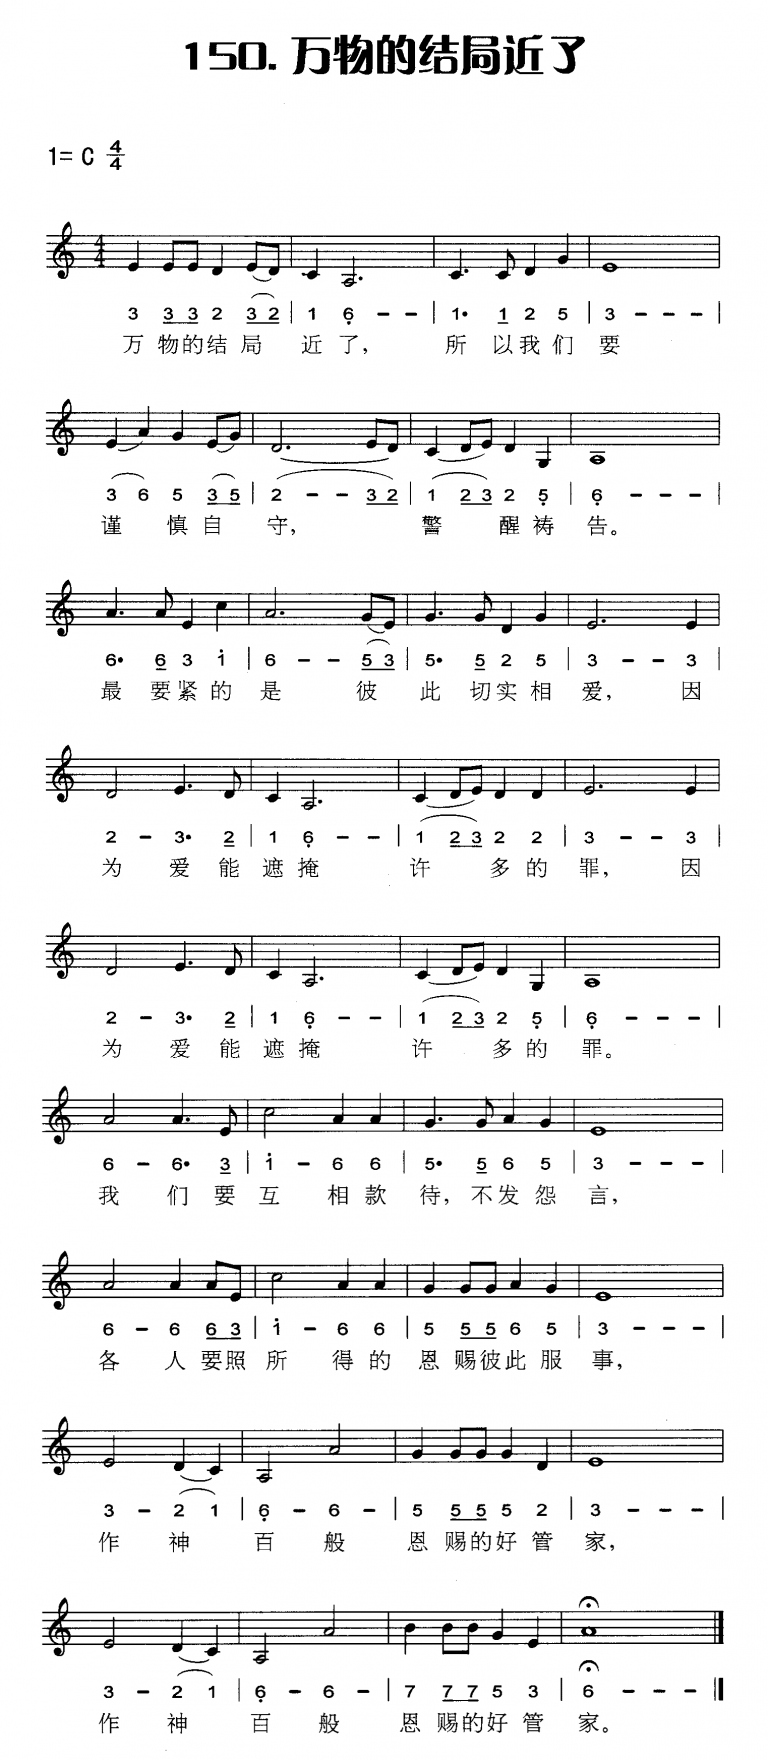 150. 万物的结局近了
1= C 4/4
3 3 3 2 3 2 | 1 6 - - | 1· 1 2 5 | 3 - - - |
万物的结局 近了, 所以我们要
3 6 5 3 5 | 2 - - 3 2 | 1 2 3 2 5 | 6 - - - |
谨慎自守, 警醒祷告。
6· 6 3 i | 6 - - 5 3 | 5· 5 2 5 | 3 - - 3 |
最要紧的是 彼此切实相爱, 因
2 - 3· 2 | 1 6 - - | 1 2 3 2 2 | 3 - - 3 |
为爱能遮掩 许多的罪, 因
2 - 3· 2 | 1 6 - - | 1 2 3 2 5 | 6 - - - |
为爱能遮掩 许多的罪。
6 - 6· 3 | i - 6 6 | 5· 5 6 5 | 3 - - - |
我们要互相款待, 不发怨言,
6 - 6 6 3 | i - 6 6 | 5 5 5 6 5 | 3 - - - |
各人要照所得的恩赐彼此服事,
3 - 2 1 | 6 - 6 - | 5 5 5 5 2 | 3 - - - |
作神百般恩赐的好管家,
3 - 2 1 | 6 - 6 - | 7 7 7 5 3 | 6 - - - ‖
作神百般恩赐的好管家。